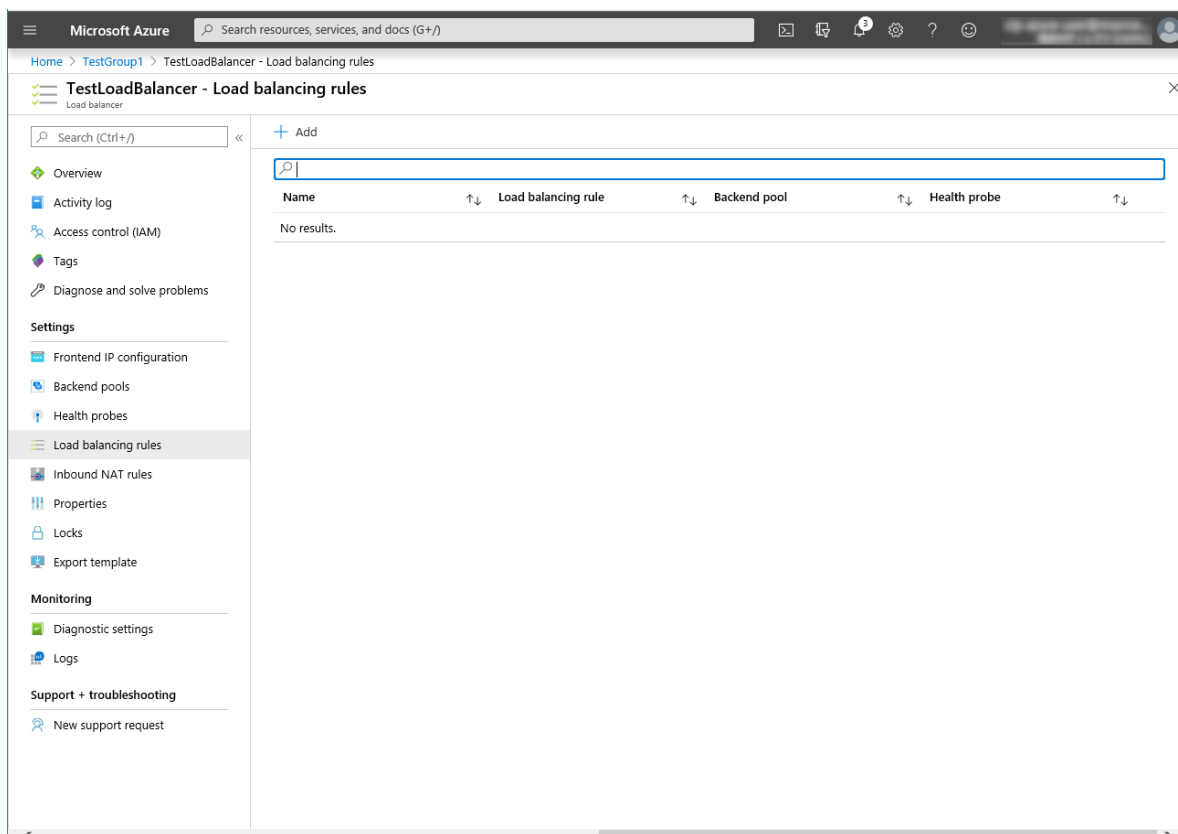 Microsoft Azure
Search resources, services, and docs (G+/)
3
Home > TestGroup1 > TestLoadBalancer - Load balancing rules
TestLoadBalancer - Load balancing rules
Load balancer
Search (Ctrl+/)
«
Add
Overview
Activity log
Access control (IAM)
Tags
Diagnose and solve problems
Settings
Frontend IP configuration
Backend pools
Health probes
Load balancing rules
Inbound NAT rules
Properties
Locks
Export template
Monitoring
Diagnostic settings
Logs
Support + troubleshooting
New support request
Name Load balancing rule Backend pool Health probe
No results.